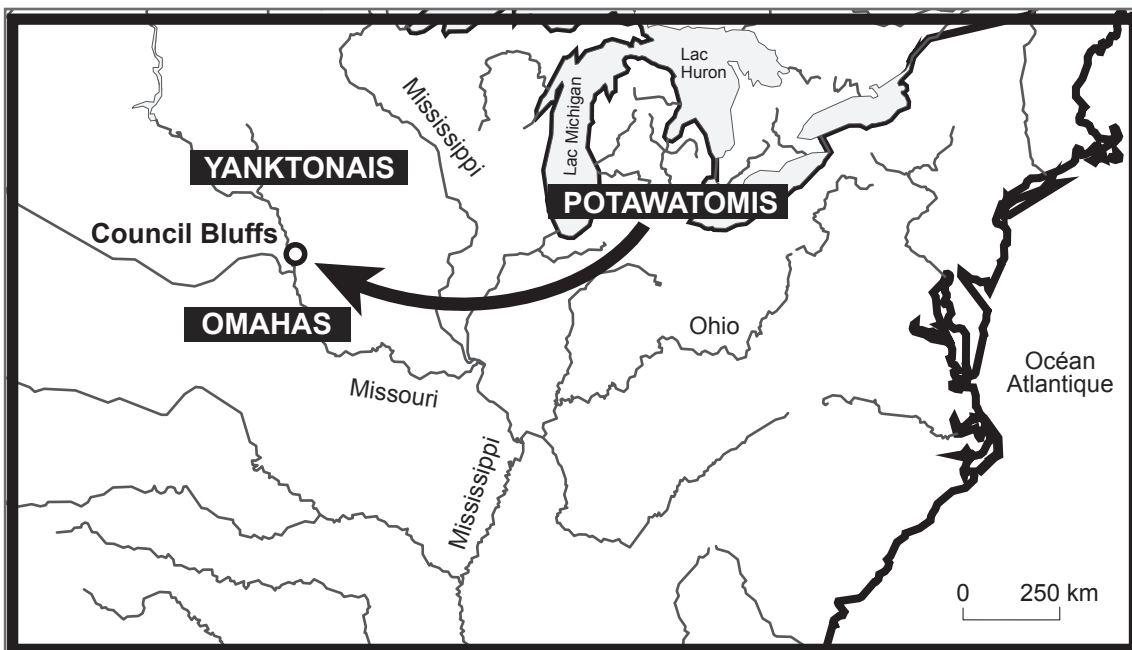 Lac
Huron
Mississippi
Lac Michigan
YANKTONAIS
POTAWATOMIS
Council Bluffs
OMAHAS
Ohio
Océan
Atlantique
Missouri
Mississippi
0 250 km